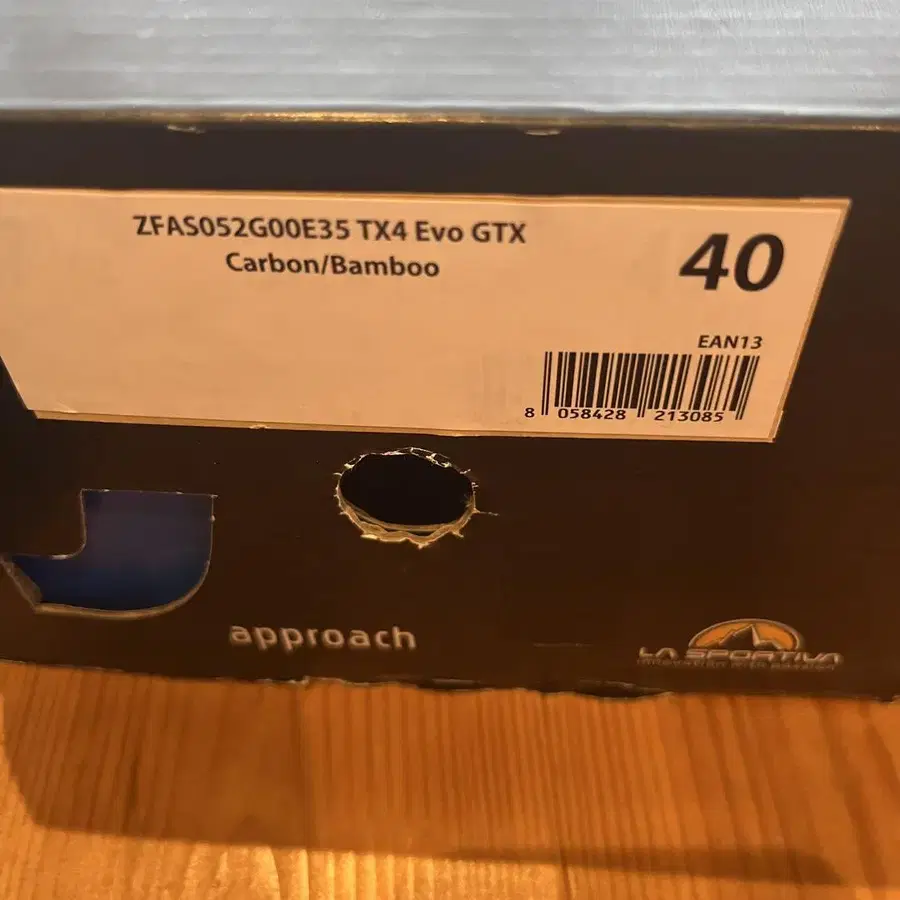 ZFAS052G00E35 TX4 Evo GTX
Carbon/Bamboo
40
EAN13
8 058428 213085
approach
LA SPORTIVA